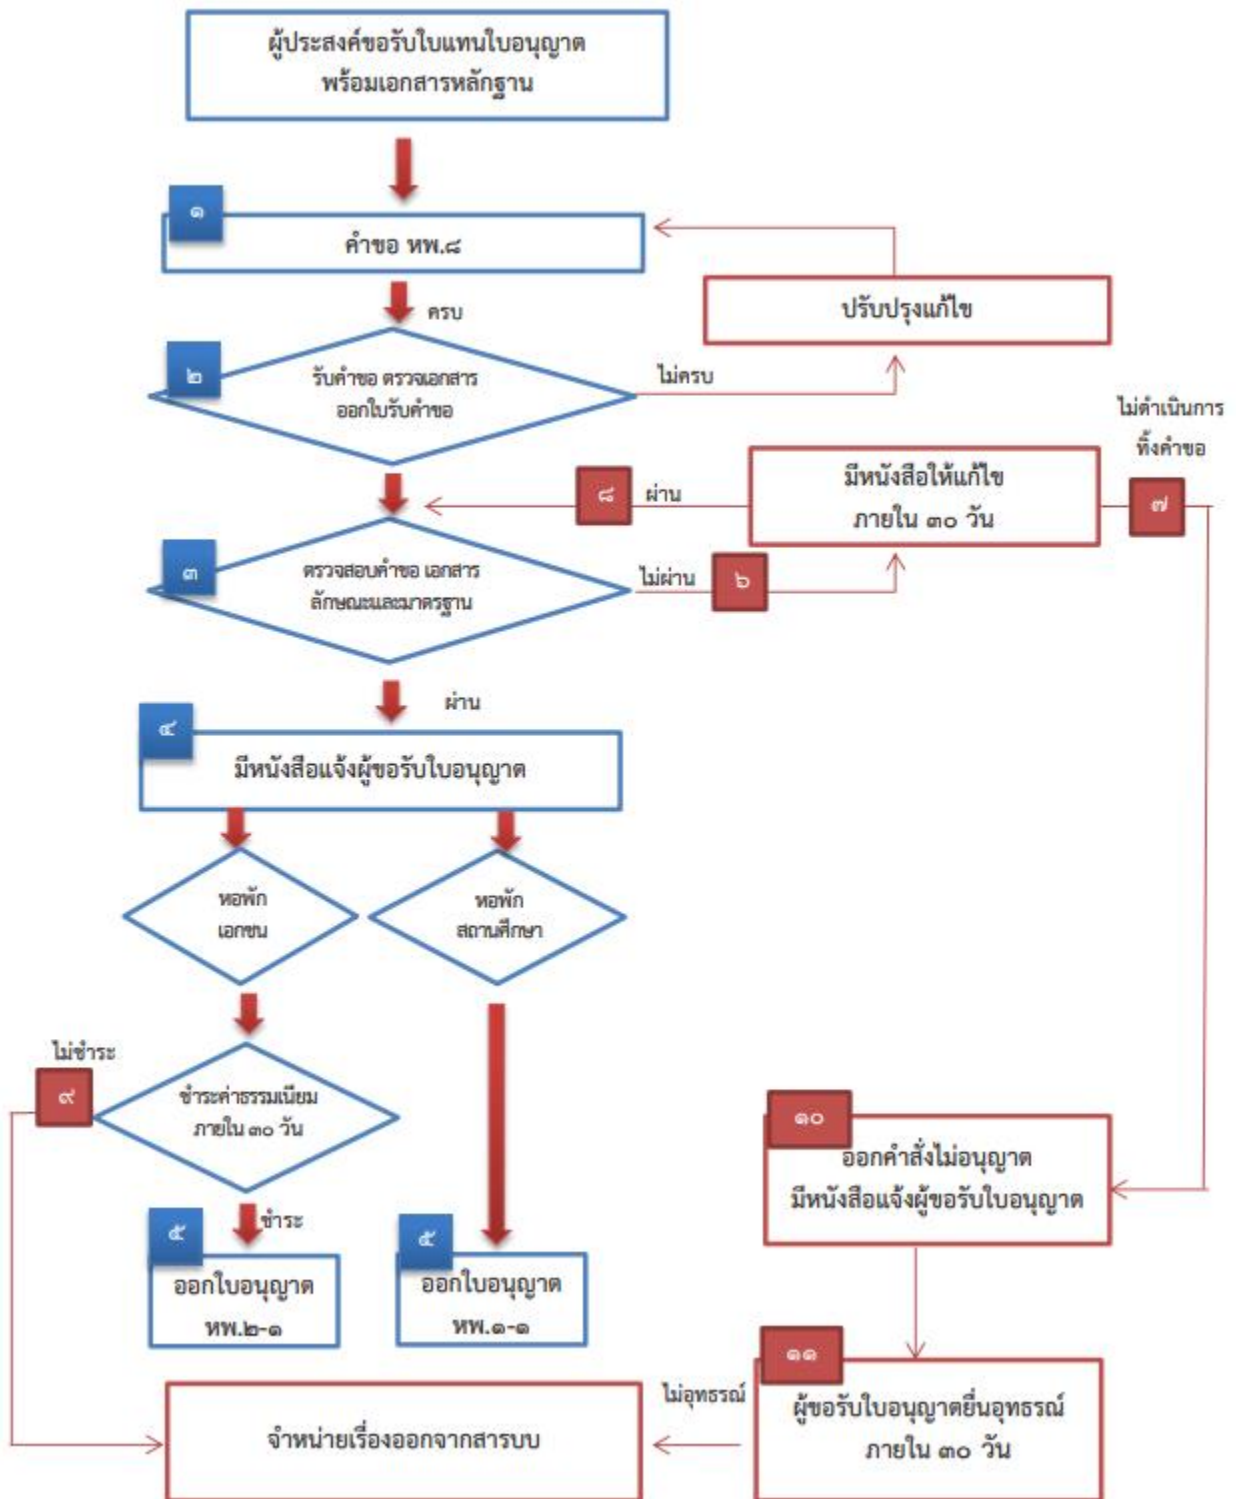 ผู้ประสงค์ขอรับใบแทนใบอนุญาต
พร้อมเอกสารหลักฐาน
๑
คำขอ หพ.๘
ปรับปรุงแก้ไข
ครบ
๒
รับคำขอ ตรวจเอกสาร
ออกใบรับคำขอ
ไม่ครบ
ไม่ดำเนินการ
ทิ้งคำขอ
๘
ผ่าน
มีหนังสือให้แก้ไข
ภายใน ๓๐ วัน
๗
๓
ตรวจสอบคำขอ เอกสาร
ลักษณะและมาตรฐาน
ไม่ผ่าน
๖
ผ่าน
๔
มีหนังสือแจ้งผู้ขอรับใบอนุญาต
หอพัก
เอกชน
หอพัก
สถานศึกษา
ไม่ชำระ
๙
ชำระค่าธรรมเนียม
ภายใน ๓๐ วัน
๑๐
ออกคำสั่งไม่อนุญาต
มีหนังสือแจ้งผู้ขอรับใบอนุญาต
ชำระ
๕
ออกใบอนุญาต
หพ.๒-๑
๕
ออกใบอนุญาต
หพ.๑-๑
๑๑
ผู้ขอรับใบอนุญาตยื่นอุทธรณ์
ภายใน ๓๐ วัน
ไม่อุทธรณ์
จำหน่ายเรื่องออกจากสารบบ